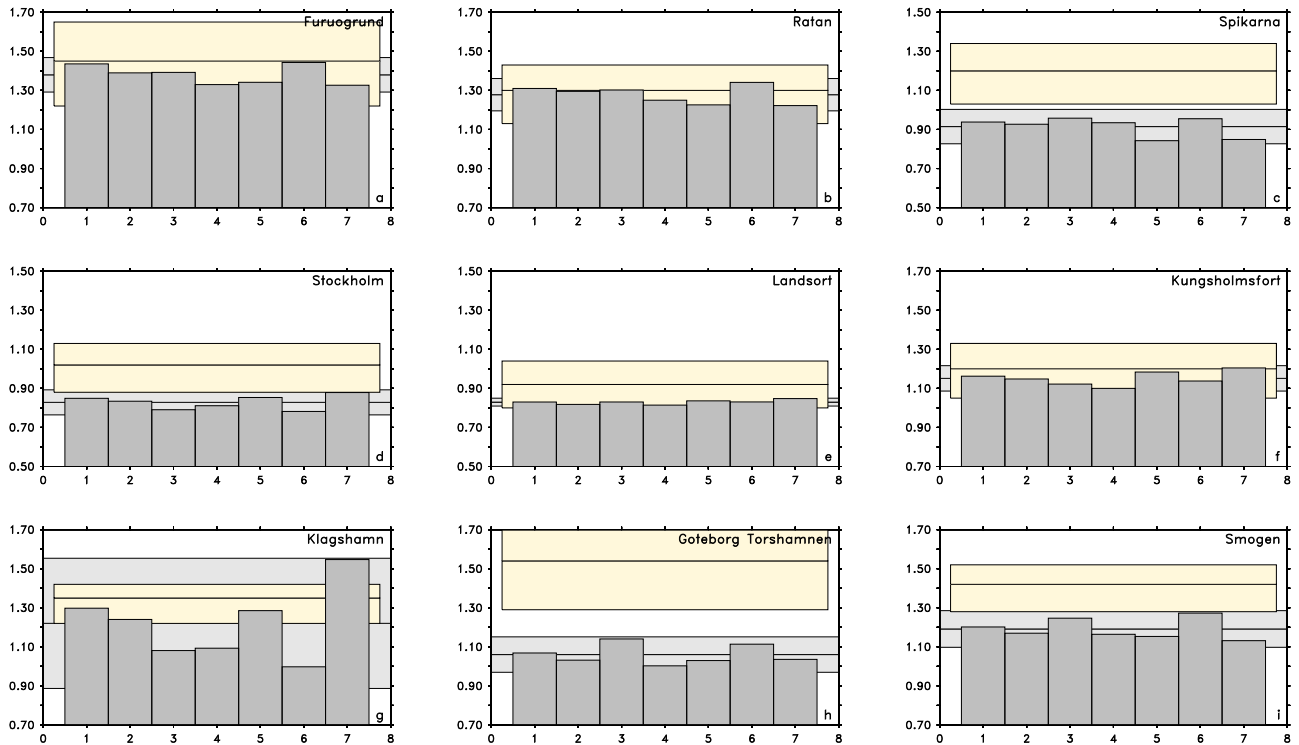 1.70 Furuogrund
1.50
1.30
1.10
0.90
0.70 a
0 1 2 3 4 5 6 7 8
1.70 Ratan
1.50
1.30
1.10
0.90
0.70 b
0 1 2 3 4 5 6 7 8
1.50 Spikarna
1.30
1.10
0.90
0.70
0.50 c
0 1 2 3 4 5 6 7 8
1.50 Stockholm
1.30
1.10
0.90
0.70
0.50 d
0 1 2 3 4 5 6 7 8
1.50 Landsort
1.30
1.10
0.90
0.70
0.50 e
0 1 2 3 4 5 6 7 8
1.70 Kungsholmsfort
1.50
1.30
1.10
0.90
0.70 f
0 1 2 3 4 5 6 7 8
1.70 Klagshamn
1.50
1.30
1.10
0.90
0.70 g
0 1 2 3 4 5 6 7 8
1.70 Goteborg Torshamnen
1.50
1.30
1.10
0.90
0.70 h
0 1 2 3 4 5 6 7 8
1.70 Smogen
1.50
1.30
1.10
0.90
0.70 i
0 1 2 3 4 5 6 7 8